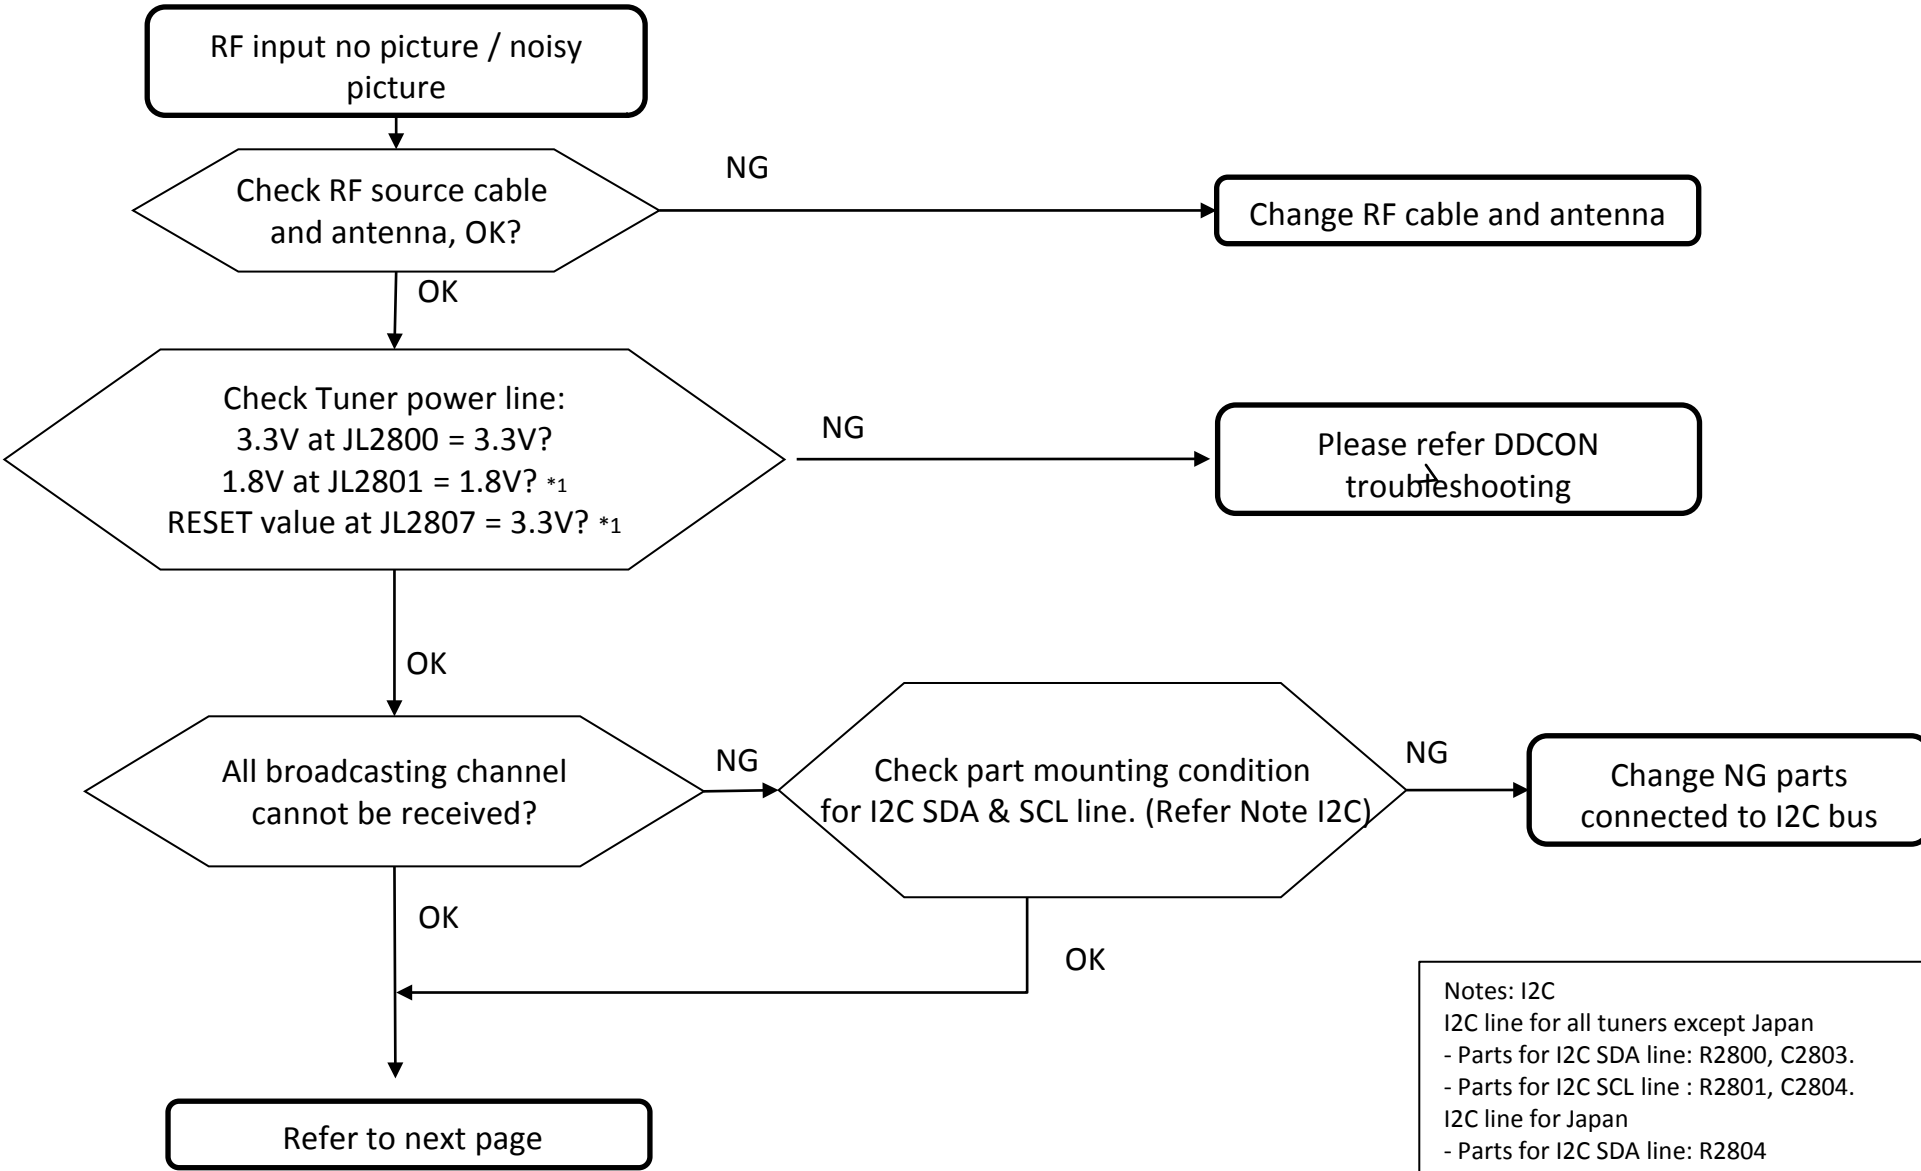 RF input no picture / noisy
picture
Check RF source cable
and antenna, OK?
NG
Change RF cable and antenna
OK
Check Tuner power line:
3.3V at JL2800 = 3.3V?
1.8V at JL2801 = 1.8V? *1
RESET value at JL2807 = 3.3V? *1
NG
Please refer DDCON
troubleshooting
OK
All broadcasting channel
cannot be received?
NG
Check part mounting condition
for I2C SDA & SCL line. (Refer Note I2C)
NG
Change NG parts
connected to I2C bus
OK
OK
Refer to next page
Notes: I2C
I2C line for all tuners except Japan
- Parts for I2C SDA line: R2800, C2803.
- Parts for I2C SCL line : R2801, C2804.
I2C line for Japan
- Parts for I2C SDA line: R2804